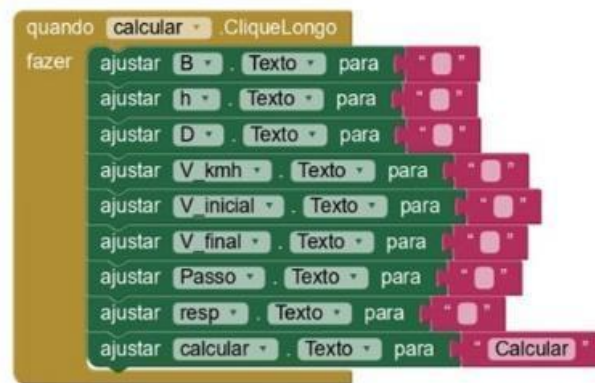 quando calcular .CliqueLongo
fazer ajustar B . Texto para " "
ajustar h . Texto para " "
ajustar D . Texto para " "
ajustar V_kmh . Texto para " "
ajustar V_inicial . Texto para " "
ajustar V_final . Texto para " "
ajustar Passo . Texto para " "
ajustar resp . Texto para " "
ajustar calcular . Texto para " Calcular "